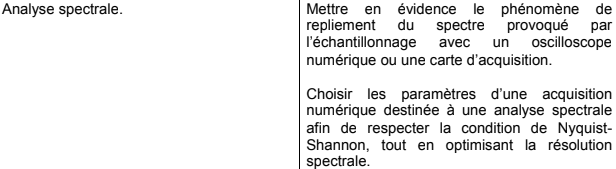 Analyse spectrale.
Mettre en évidence le phénomène de
repliement du spectre provoqué par
l'échantillonnage avec un oscilloscope
numérique ou une carte d'acquisition.
Choisir les paramètres d'une acquisition
numérique destinée à une analyse spectrale
afin de respecter la condition de Nyquist-
Shannon, tout en optimisant la résolution
spectrale.